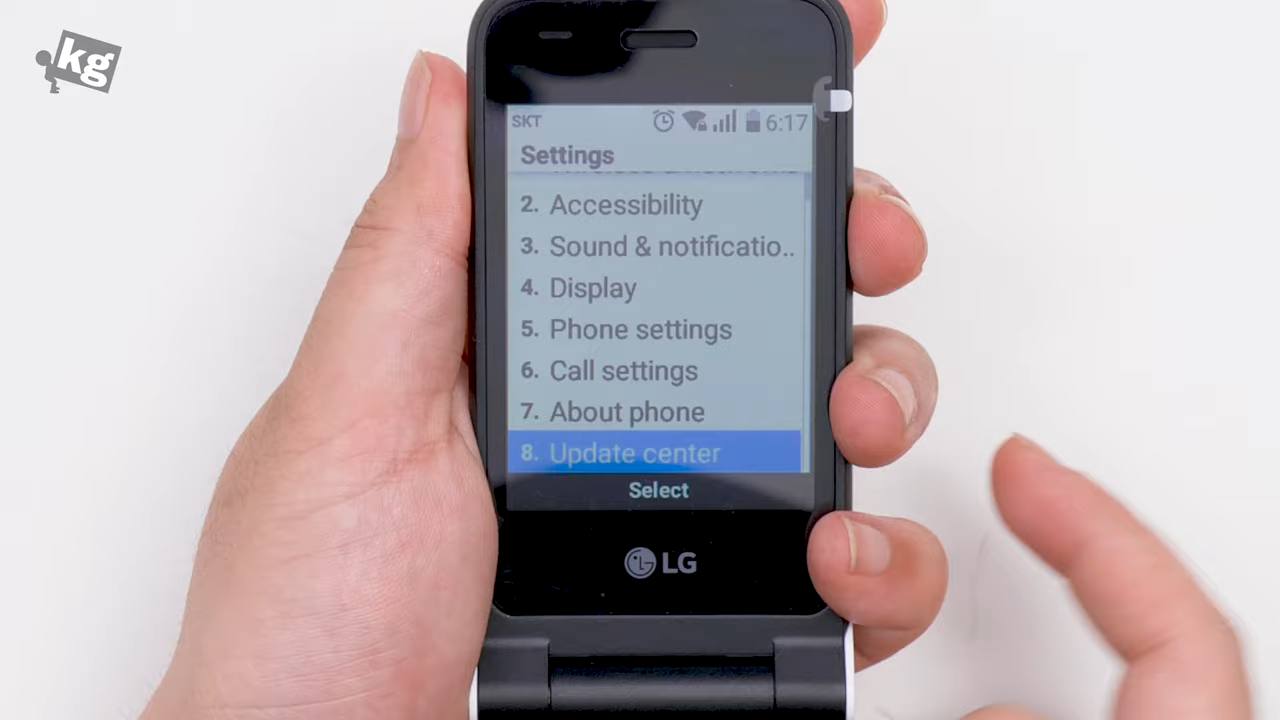 kg
SKT
6:17
Settings
2. Accessibility
3. Sound & notificatio..
4. Display
5. Phone settings
6. Call settings
7. About phone
8. Update center
Select
LG